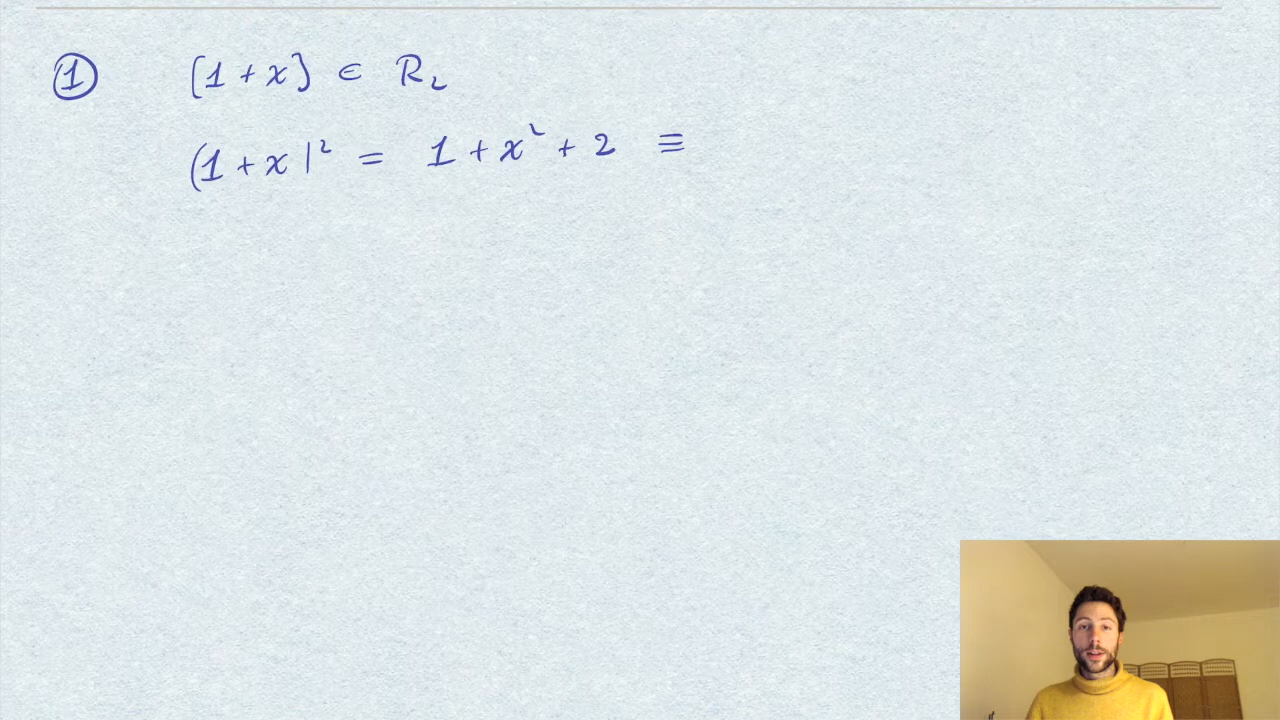 ① [1+x] ∈ R₂
(1+x)² = 1 + x² + 2 ≡